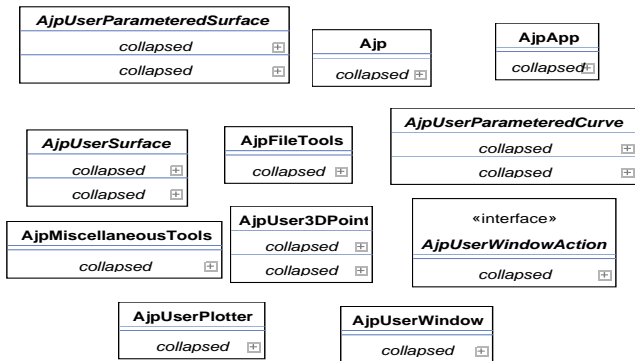 AjpUserParameteredSurface
collapsed
collapsed
Ajp
collapsed
AjpApp
collapsed
AjpUserSurface
collapsed
collapsed
AjpFileTools
collapsed
AjpUserParameteredCurve
collapsed
collapsed
AjpMiscellaneousTools
collapsed
AjpUser3DPoint
collapsed
collapsed
«interface»
AjpUserWindowAction
collapsed
AjpUserPlotter
collapsed
AjpUserWindow
collapsed